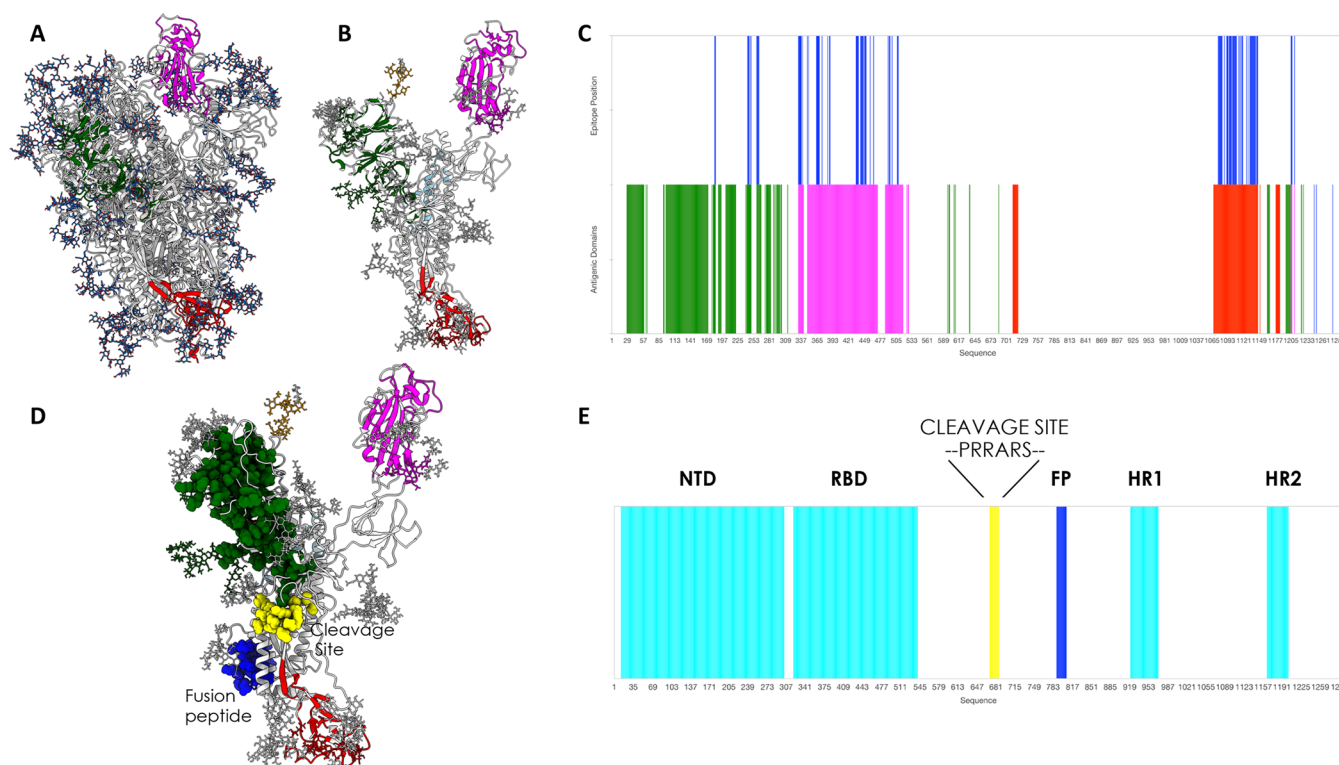 A
B
C
Epitope Position
Antigenic Domains
1 29 57 85 113 141 169 197 225 253 281 309 337 365 393 421 449 477 505 533 561 589 617 645 673 701 729 757 785 813 841 869 897 925 953 981 1009 1037 1065 1093 1121 1149 1177 1205 1233 1261 128
Sequence
D
Cleavage
Site
Fusion
peptide
E
CLEAVAGE SITE
--PRRARS--
NTD RBD FP HR1 HR2
1 35 69 103 137 171 205 239 273 307 341 375 409 443 477 511 545 579 613 647 681 715 749 783 817 851 885 919 953 987 1021 1055 1089 1123 1157 1191 1225 1259 12
Sequence